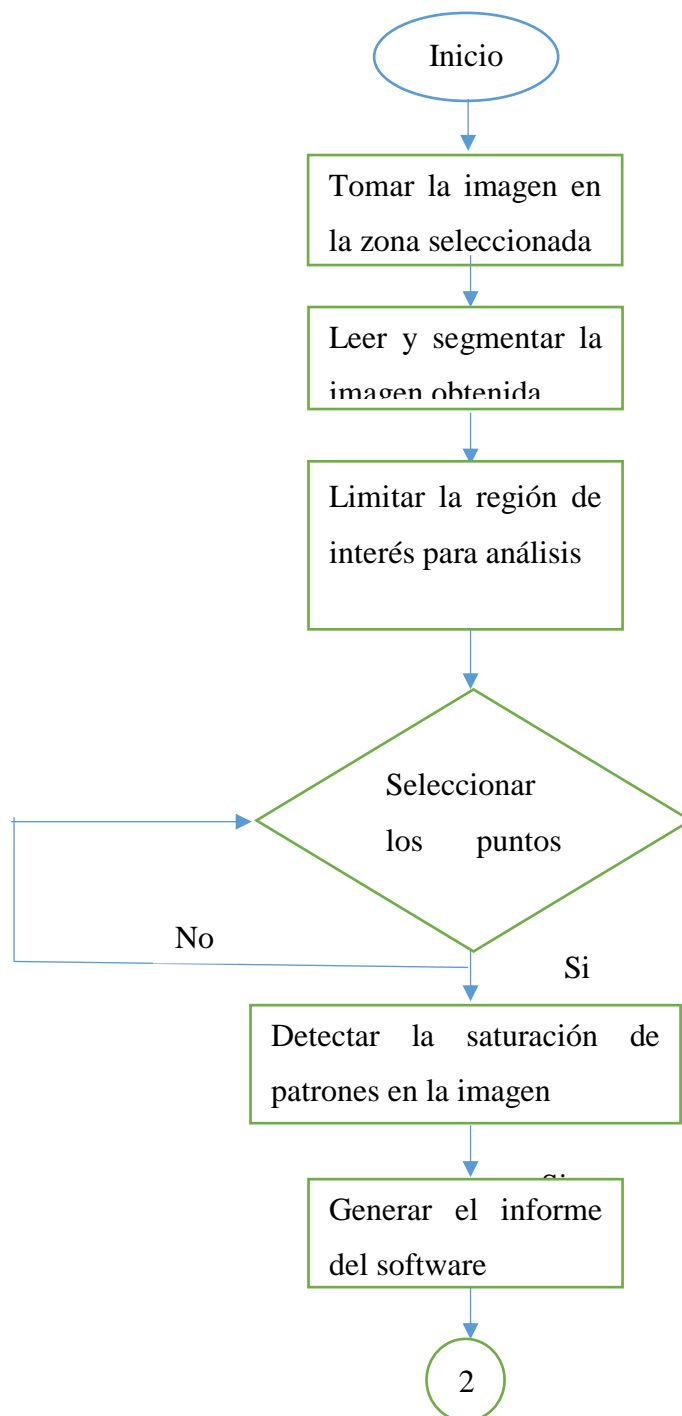 Inicio
Tomar la imagen en
la zona seleccionada
Leer y segmentar la
imagen obtenida
Limitar la región de
interés para análisis
Seleccionar
los puntos
No
Si
Detectar la saturación de
patrones en la imagen
Si
Generar el informe
del software
2